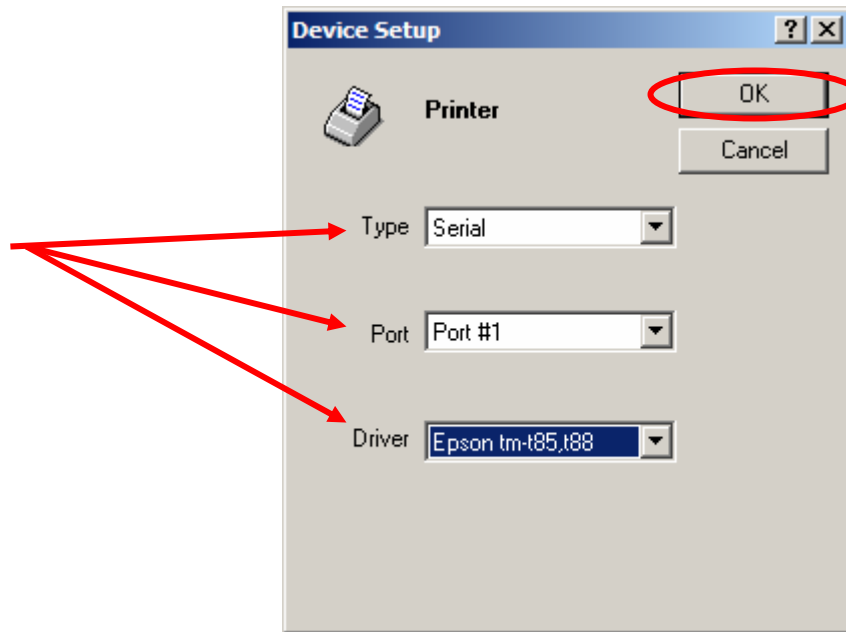 Device Setup
Printer
OK
Cancel
Type Serial
Port Port #1
Driver Epson tm-t85,t88